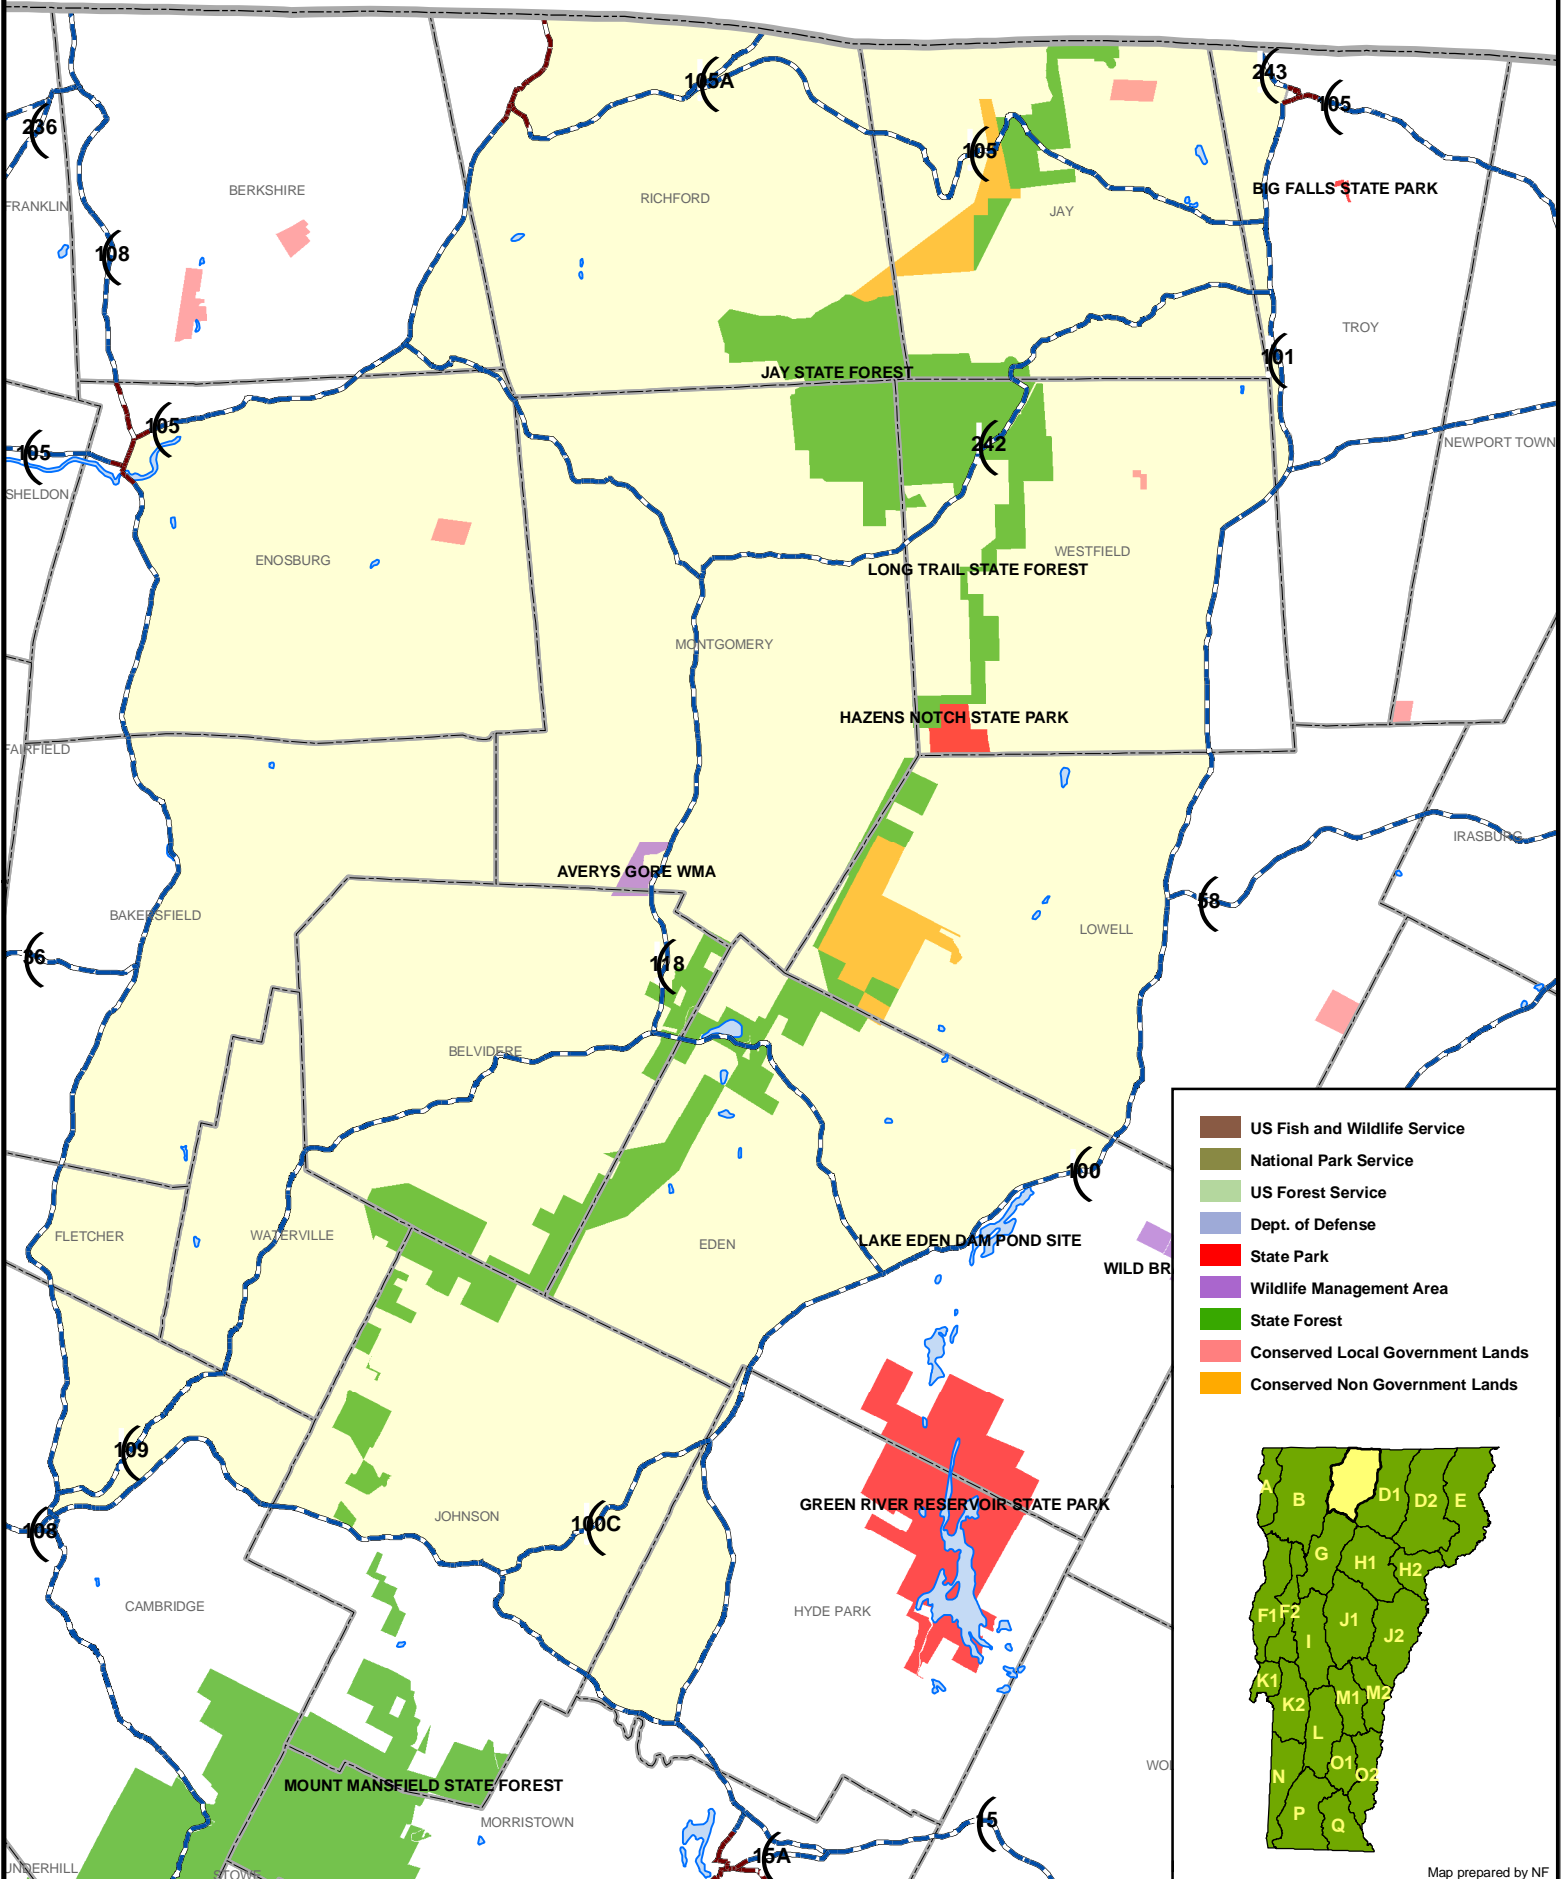 243
105A
105
236
105
BIG FALLS STATE PARK
BERKSHIRE
RICHFORD
FRANKLIN
JAY
108
TROY
101
JAY STATE FOREST
105
105
242
NEWPORT TOWN
SHELDON
WESTFIELD
ENOSBURG
LONG TRAIL STATE FOREST
MONTGOMERY
HAZENS NOTCH STATE PARK
FAIRFIELD
IRASBURG
AVERYS GORE WMA
58
BAKERSFIELD
LOWELL
36
118
BELVIDERE
100
FLETCHER
WATERVILLE
EDEN
LAKE EDEN DAM POND SITE
WILD BR
109
GREEN RIVER RESERVOIR STATE PARK
JOHNSON
100C
108
CAMBRIDGE
HYDE PARK
WOL
MOUNT MANSFIELD STATE FOREST
MORRISTOWN
15
15A
UNDERHILL
STOWE
US Fish and Wildlife Service
National Park Service
US Forest Service
Dept. of Defense
State Park
Wildlife Management Area
State Forest
Conserved Local Government Lands
Conserved Non Government Lands
A
B
D1
D2
E
G
H1
H2
F1
F2
J1
I
J2
K1
K2
M1
M2
L
N
O1
O2
P
Q
Map prepared by NF